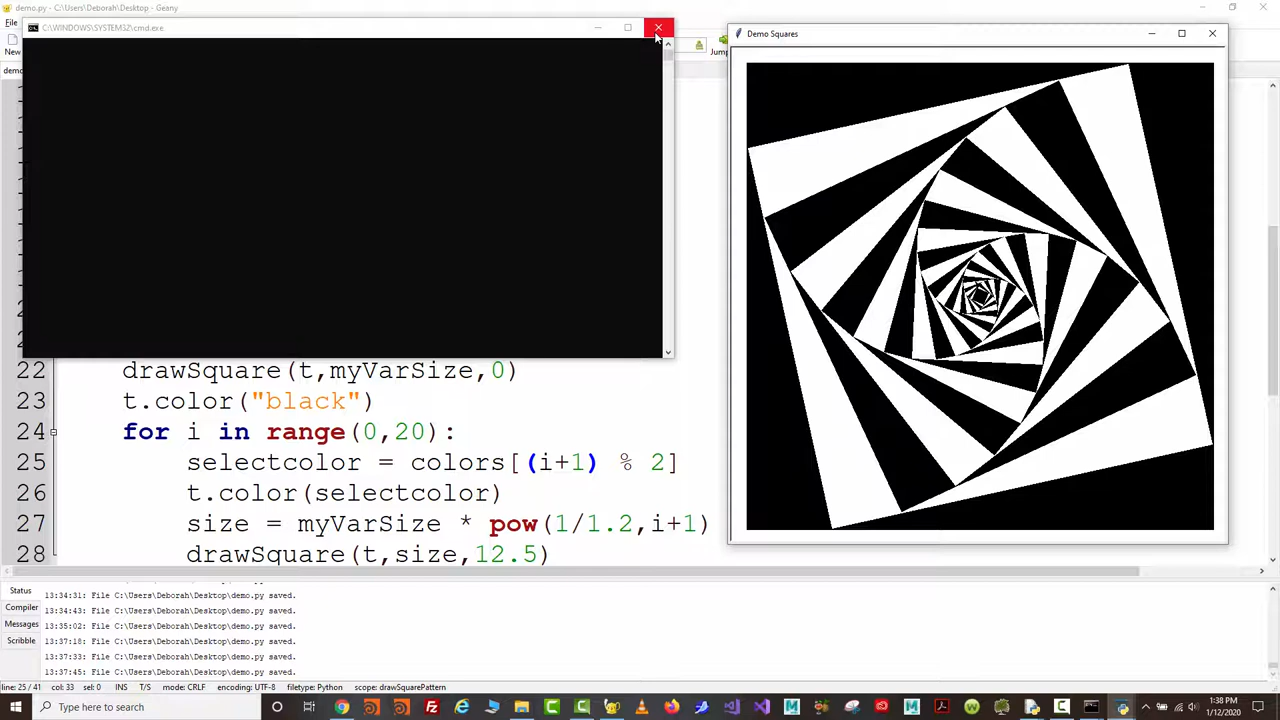 demo.py - C:\Users\Deborah\Desktop - Geany
File
C:\WINDOWS\SYSTEM32\cmd.exe
Demo Squares
New
Jump
demo
22 drawSquare(t,myVarSize,0)
23 t.color("black")
24 for i in range(0,20):
25 selectcolor = colors[(i+1) % 2]
26 t.color(selectcolor)
27 size = myVarSize * pow(1/1.2,i+1)
28 drawSquare(t,size,12.5)
Status
Compiler
Messages
Scribble
13:34:31: File C:\Users\Deborah\Desktop\demo.py saved.
13:34:43: File C:\Users\Deborah\Desktop\demo.py saved.
13:35:02: File C:\Users\Deborah\Desktop\demo.py saved.
13:37:18: File C:\Users\Deborah\Desktop\demo.py saved.
13:37:33: File C:\Users\Deborah\Desktop\demo.py saved.
13:37:45: File C:\Users\Deborah\Desktop\demo.py saved.
line: 25 / 41 col: 33 sel: 0 INS T/S mode: CRLF encoding: UTF-8 filetype: Python scope: drawSquarePattern
Type here to search
1:38 PM
1/12/2020